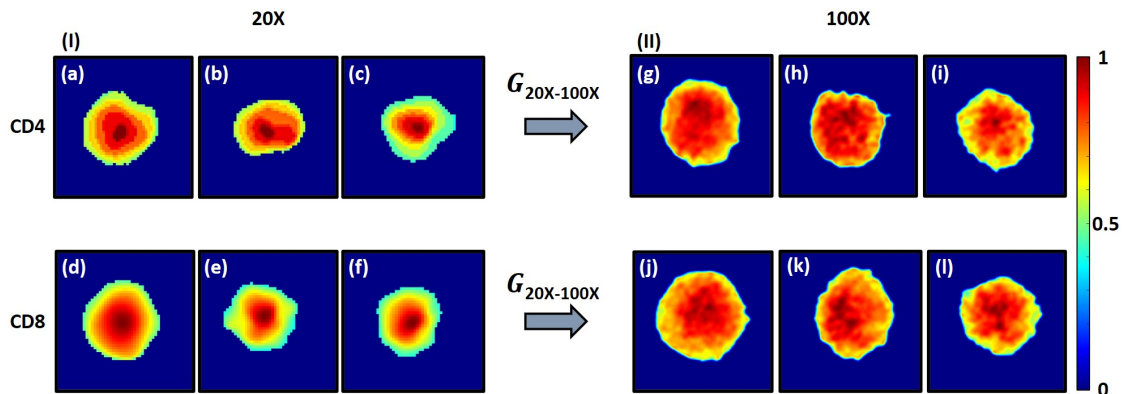 20X
100X
(I)
(II)
(a)
(b)
(c)
G20X-100X
(g)
(h)
(i)
1
CD4
0.5
(d)
(e)
(f)
G20X-100X
(j)
(k)
(l)
CD8
0